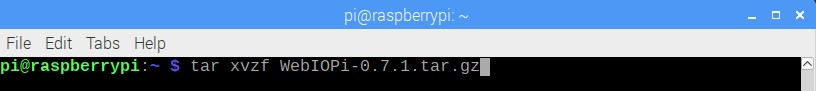 pi@raspberrypi: ~
File Edit Tabs Help
pi@raspberrypi:~ $ tar xvzf WebIOPi-0.7.1.tar.gz